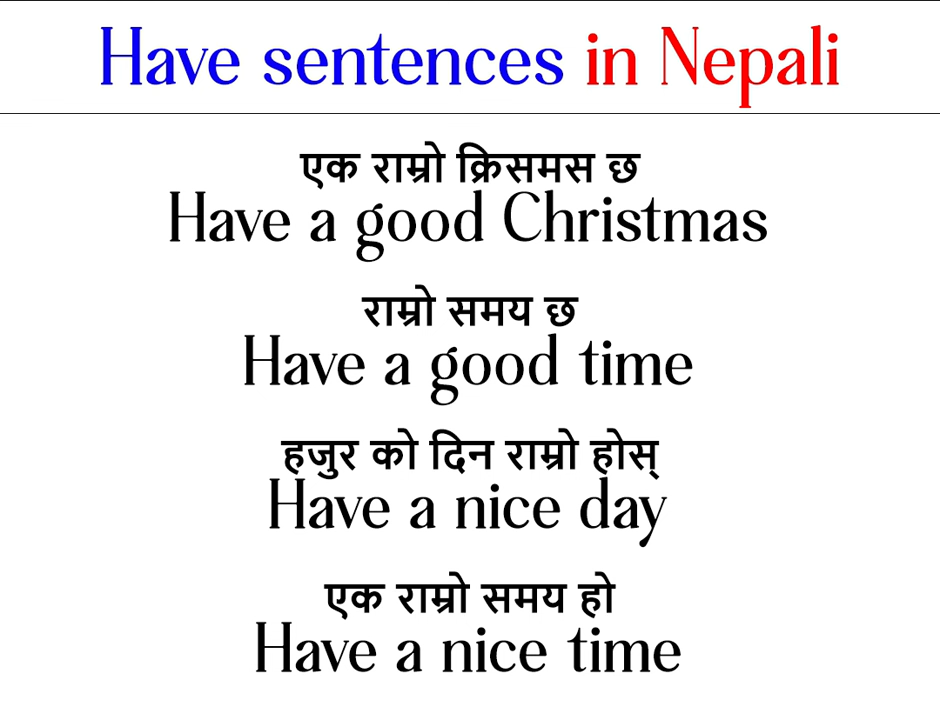 Have sentences in Nepali
एक राम्रो क्रिसमस छ
Have a good Christmas
राम्रो समय छ
Have a good time
हजुर को दिन राम्रो होस्
Have a nice day
एक राम्रो समय हो
Have a nice time